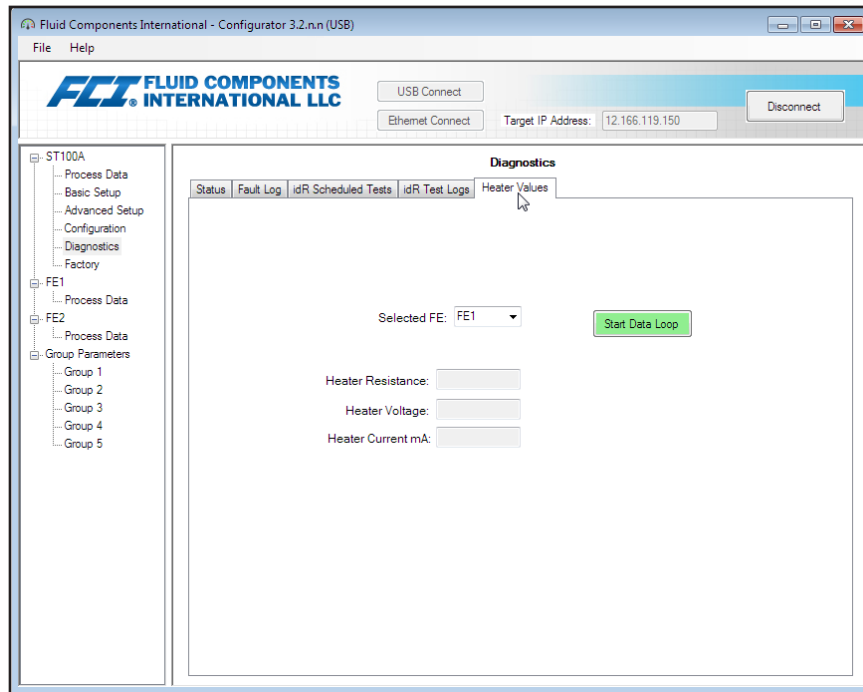 Fluid Components International - Configurator 3.2.n.n (USB)
File Help
FCI® FLUID COMPONENTS
INTERNATIONAL LLC
USB Connect
Ethernet Connect
Target IP Address: 12.166.119.150
Disconnect
ST100A
Process Data
Basic Setup
Advanced Setup
Configuration
Diagnostics
Factory
FE1
Process Data
FE2
Process Data
Group Parameters
Group 1
Group 2
Group 3
Group 4
Group 5
Diagnostics
Status Fault Log idR Scheduled Tests idR Test Logs Heater Values
Selected FE: FE1
Start Data Loop
Heater Resistance:
Heater Voltage:
Heater Current mA: